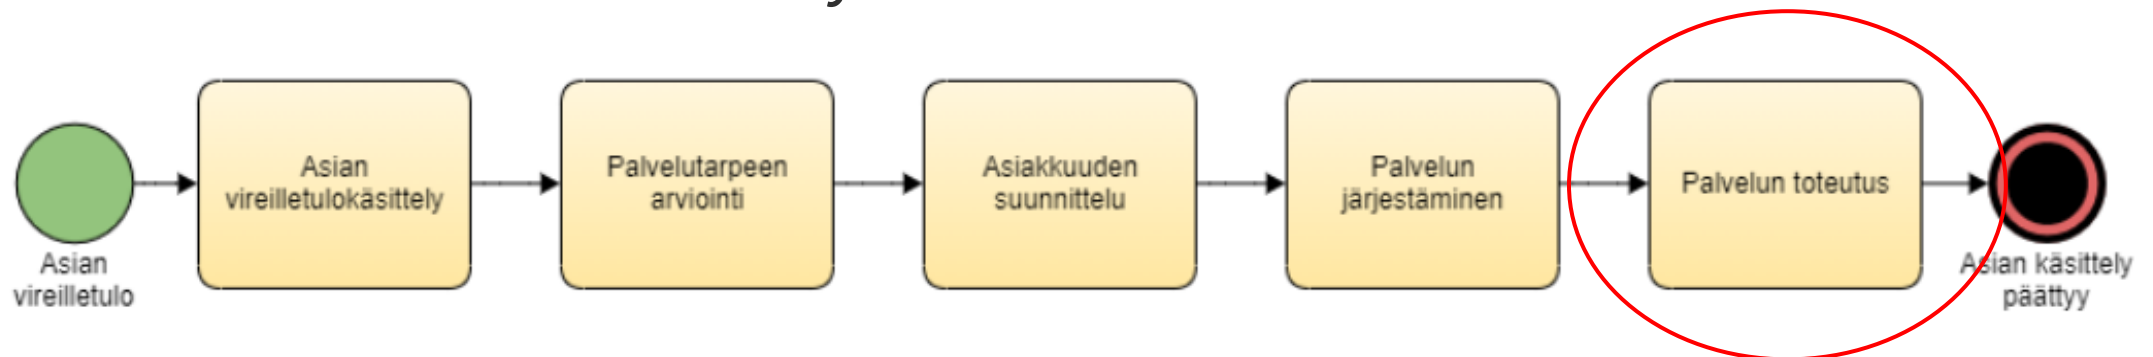 Asian
vireilletulo
Asian
vireilletulokäsittely
Palvelutarpeen
arviointi
Asiakkuuden
suunnittelu
Palvelun
järjestäminen
Palvelun toteutus
Asian käsittely
päättyy